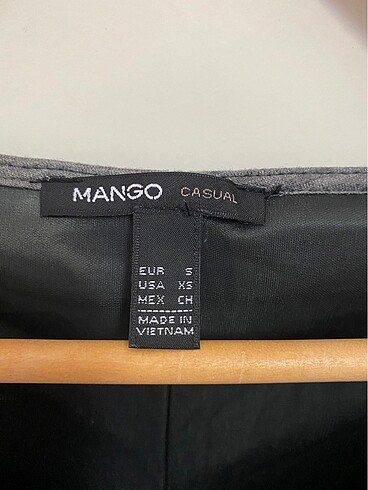 MANGO CASUAL
EUR S
USA XS
MEX CH
MADE IN
VIETNAM